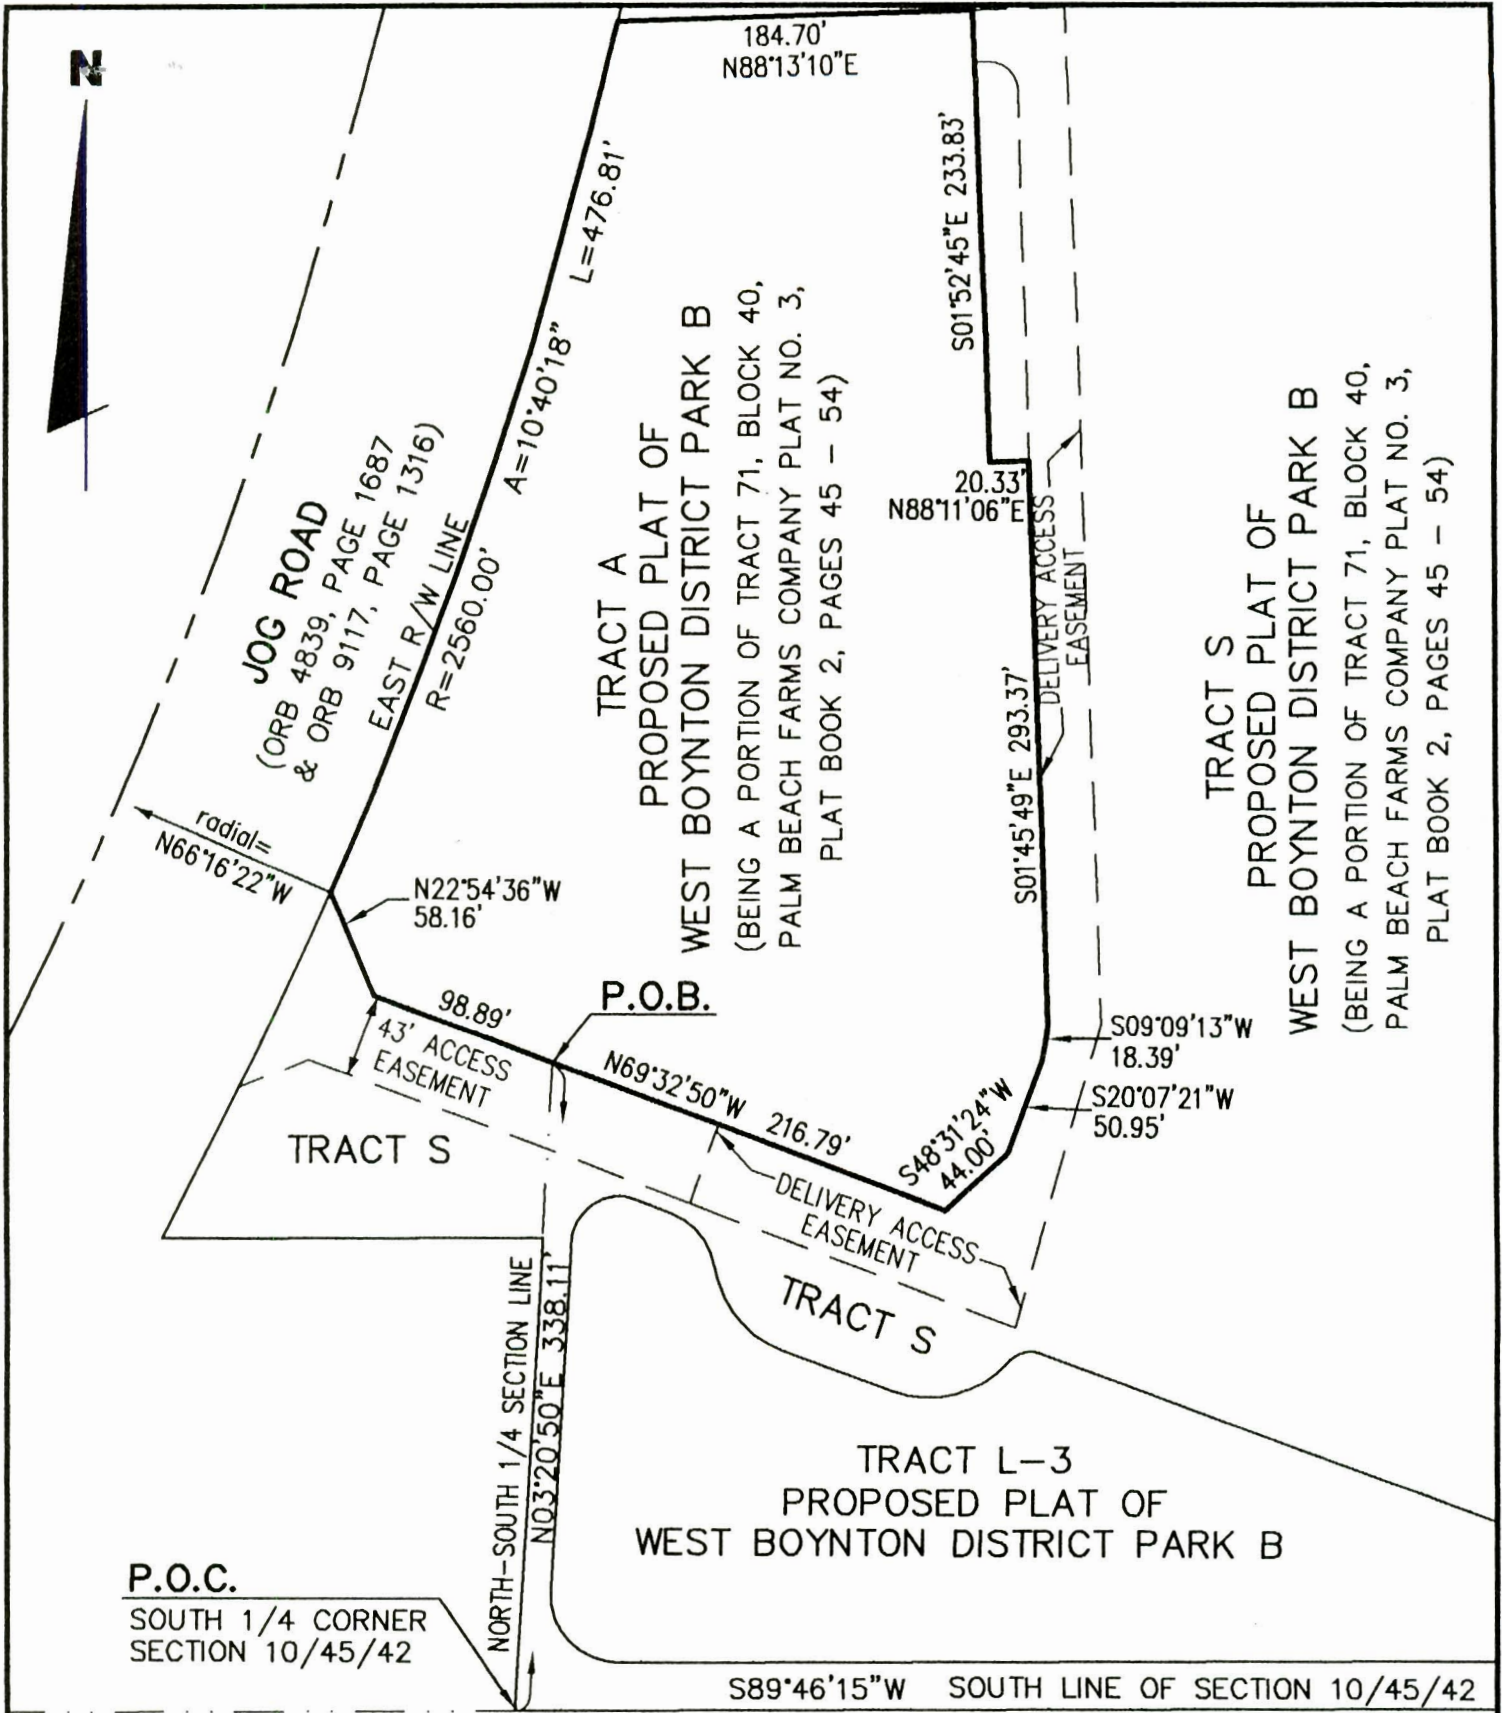 N
184.70'
N88°13'10"E
L=476.81'
A=10°40'18"
R=2560.00'
EAST R/W LINE
JOG ROAD
(ORB 4839, PAGE 1687
& ORB 9117, PAGE 1316)
radial=
N66°16'22"W
TRACT A
PROPOSED PLAT OF
WEST BOYNTON DISTRICT PARK B
(BEING A PORTION OF TRACT 71, BLOCK 40,
PALM BEACH FARMS COMPANY PLAT NO. 3,
PLAT BOOK 2, PAGES 45 – 54)
S01°52'45"E 233.83'
20.33'
N88°11'06"E
DELIVERY ACCESS
EASEMENT
S01°45'49"E 293.37'
TRACT S
PROPOSED PLAT OF
WEST BOYNTON DISTRICT PARK B
(BEING A PORTION OF TRACT 71, BLOCK 40,
PALM BEACH FARMS COMPANY PLAT NO. 3,
PLAT BOOK 2, PAGES 45 – 54)
N22°54'36"W
58.16'
98.89'
P.O.B.
43' ACCESS
EASEMENT
N69°32'50"W 216.79'
S09°09'13"W
18.39'
S20°07'21"W
50.95'
S48°31'24"W
44.00'
TRACT S
DELIVERY ACCESS
EASEMENT
TRACT S
NORTH–SOUTH 1/4 SECTION LINE
N03°20'50"E 338.11'
TRACT L–3
PROPOSED PLAT OF
WEST BOYNTON DISTRICT PARK B
P.O.C.
SOUTH 1/4 CORNER
SECTION 10/45/42
S89°46'15"W SOUTH LINE OF SECTION 10/45/42